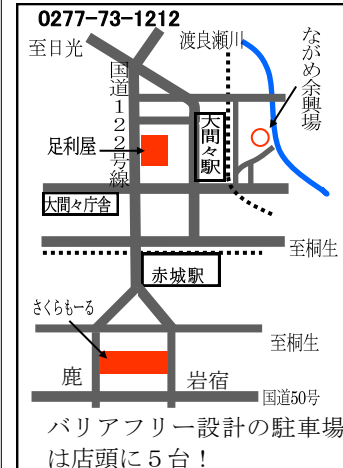 0277-73-1212
至日光
渡良瀬川
ながめ余興場
国道122号線
足利屋
大間々駅
大間々庁舎
至桐生
赤城駅
さくらもーる
至桐生
鹿
岩宿
国道50号
バリアフリー設計の駐車場
は店頭に５台！